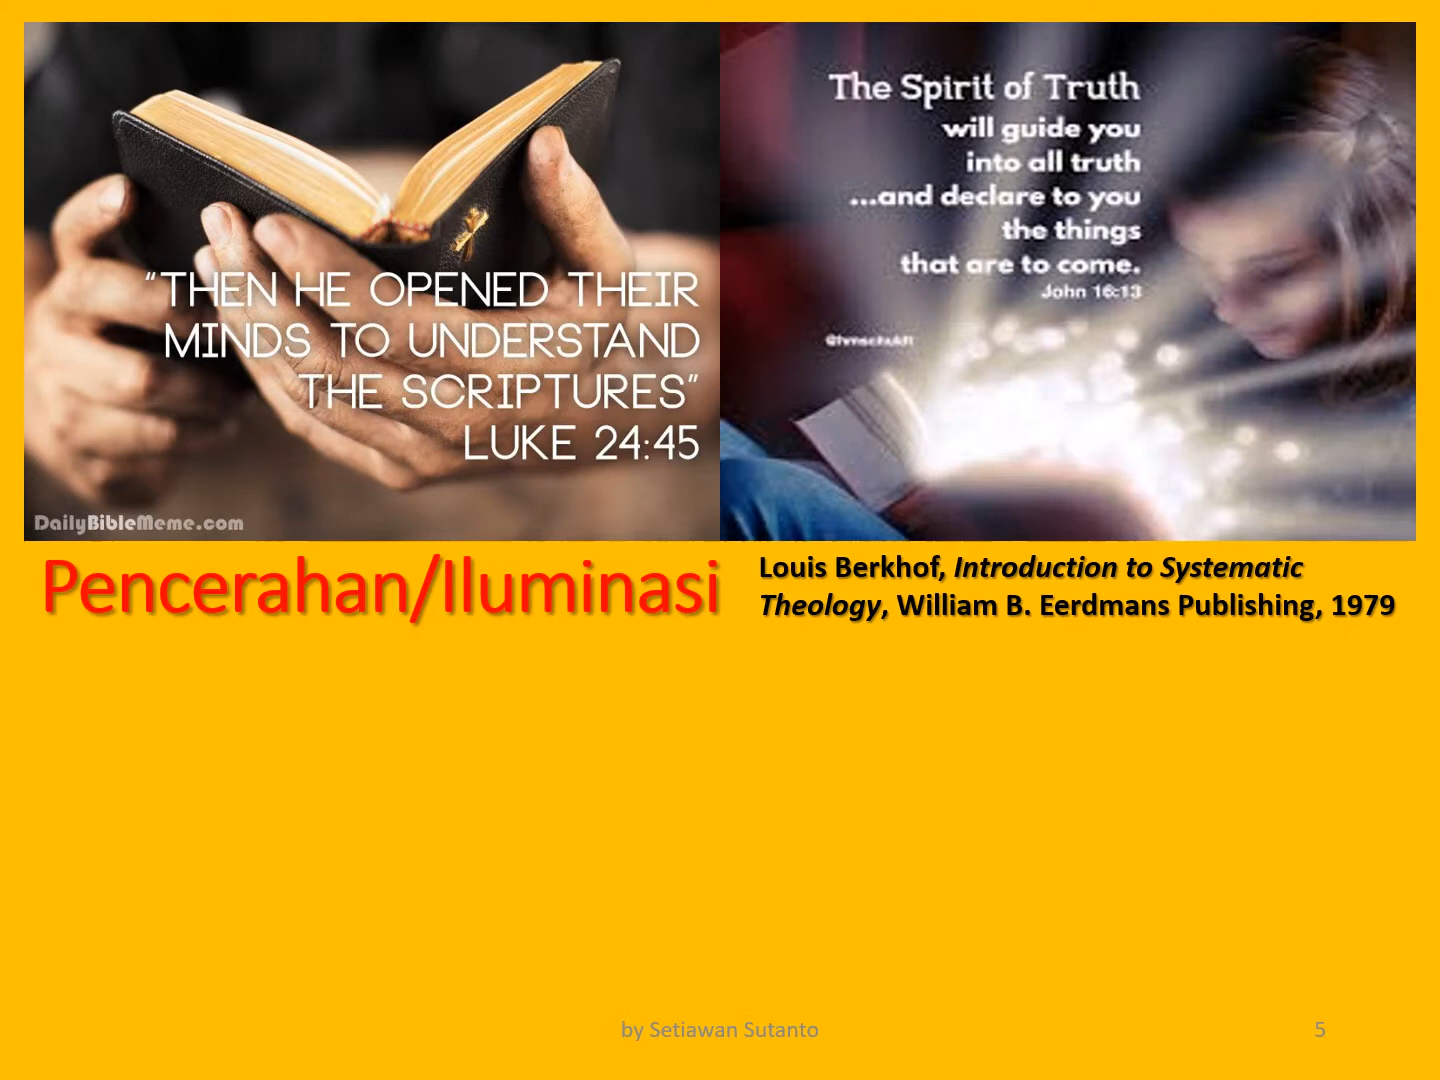 “THEN HE OPENED THEIR
MINDS TO UNDERSTAND
THE SCRIPTURES”
LUKE 24:45
DailyBibleMeme.com
The Spirit of Truth
will guide you
into all truth
...and declare to you
the things
that are to come.
John 16:13
Pencerahan/Iluminasi
Louis Berkhof, Introduction to Systematic
Theology, William B. Eerdmans Publishing, 1979
by Setiawan Sutanto
5